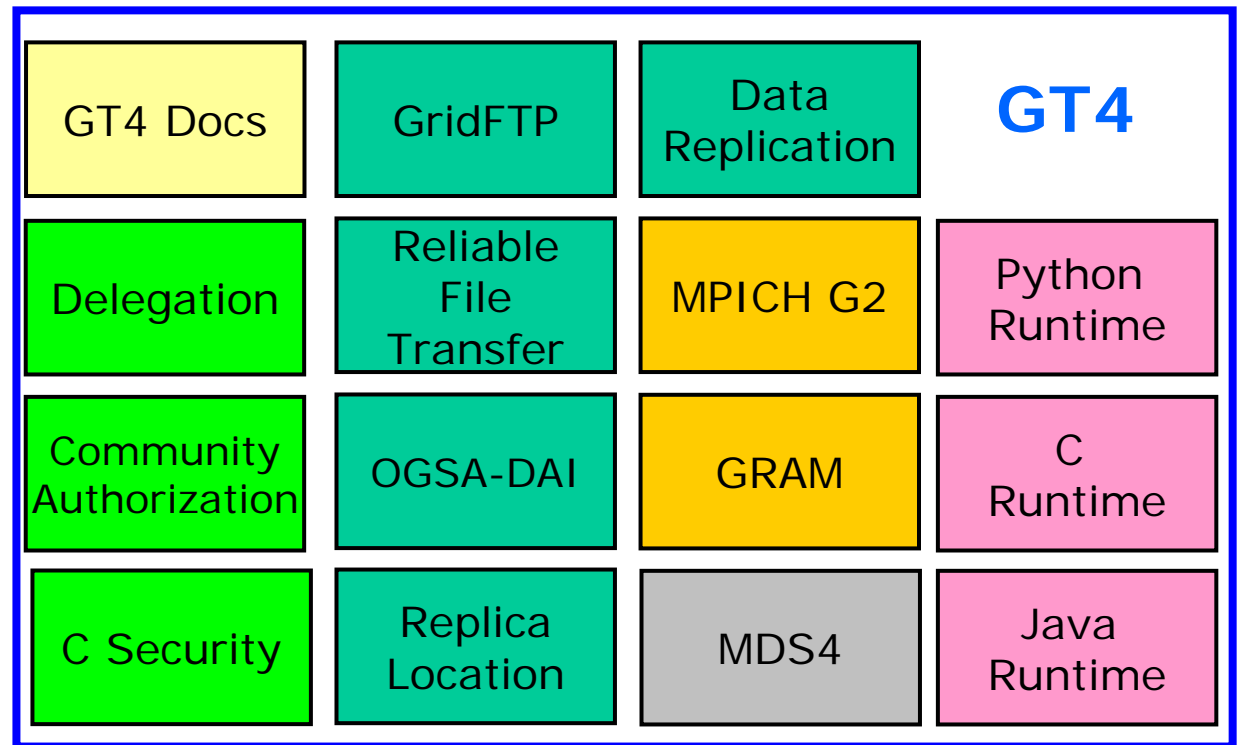 GT4 Docs
GridFTP
Data
Replication
GT4
Delegation
Reliable
File
Transfer
MPICH G2
Python
Runtime
Community
Authorization
OGSA-DAI
GRAM
C
Runtime
C Security
Replica
Location
MDS4
Java
Runtime